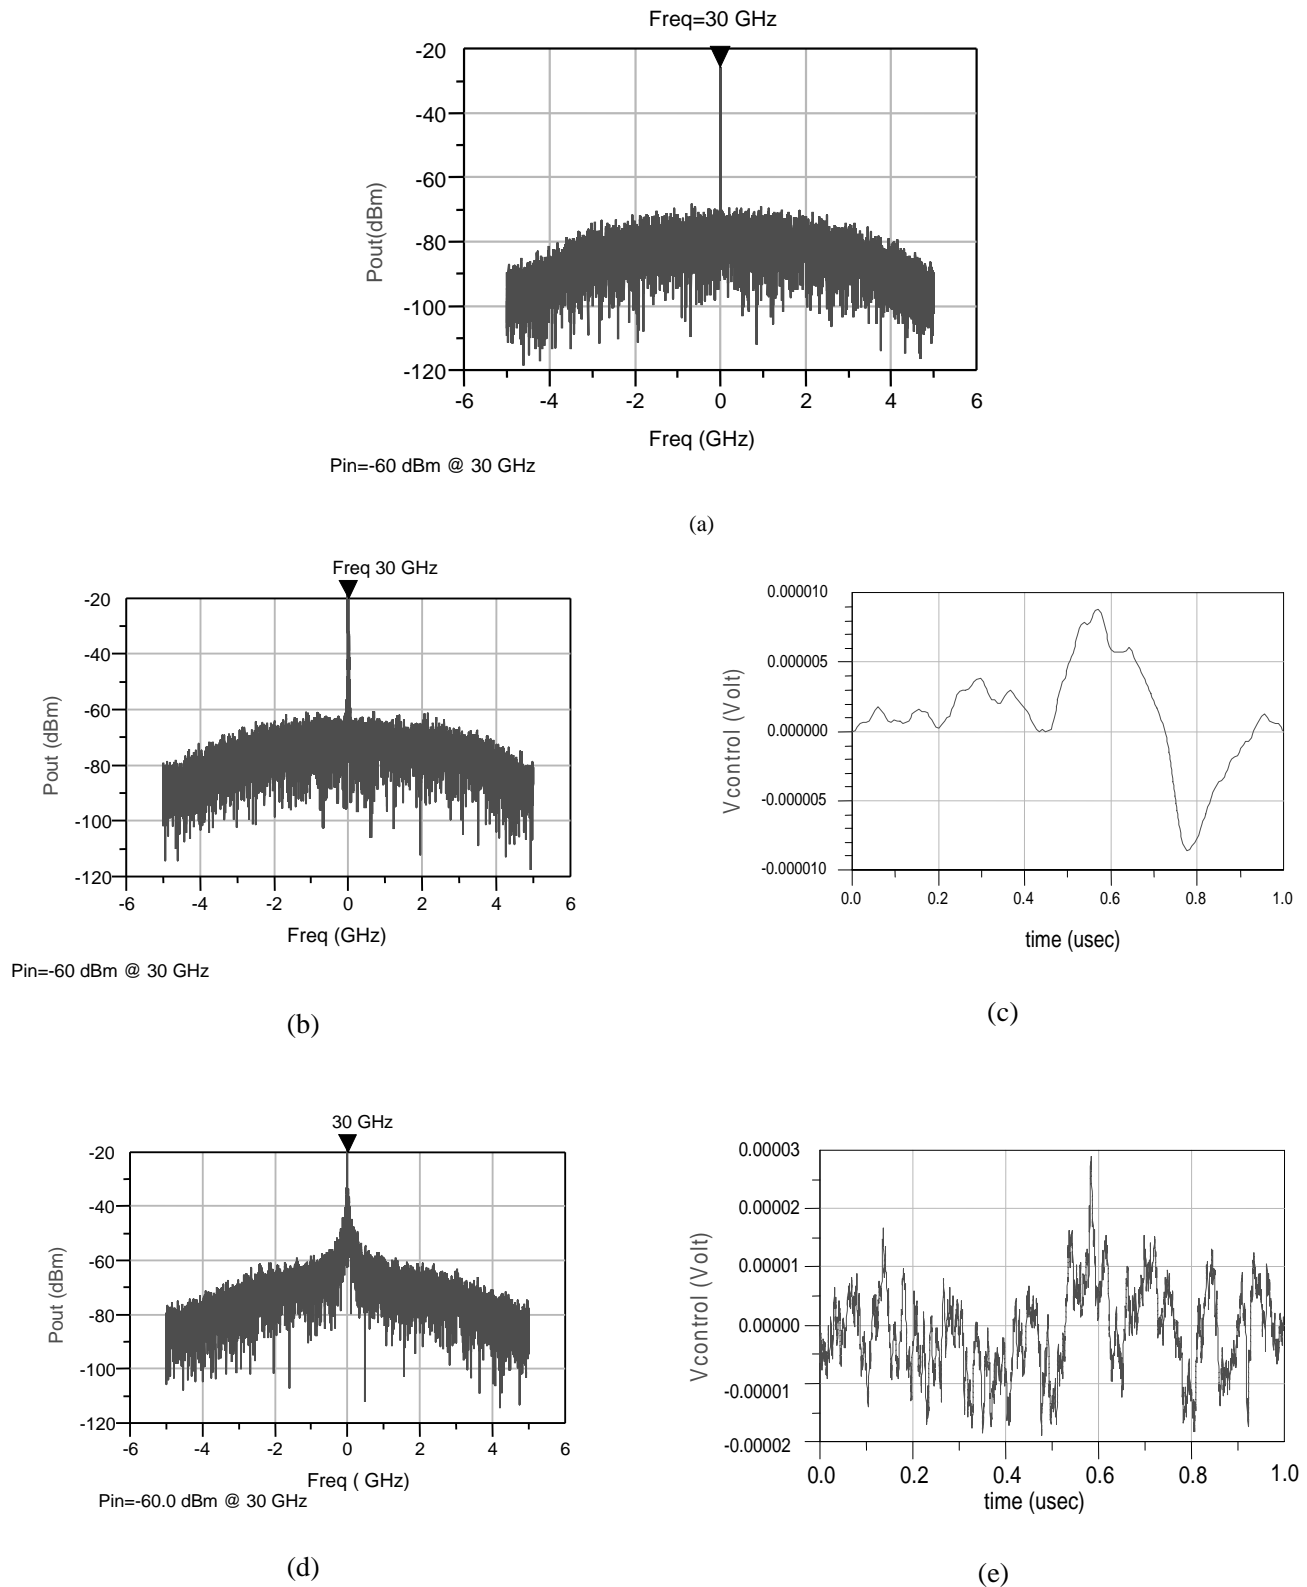 Freq=30 GHz
-20
-40
-60
-80
-100
-120
Pout(dBm)
-6 -4 -2 0 2 4 6
Freq (GHz)
Pin=-60 dBm @ 30 GHz
(a)
Freq 30 GHz
-20
-40
-60
-80
-100
-120
Pout (dBm)
-6 -4 -2 0 2 4 6
Freq (GHz)
Pin=-60 dBm @ 30 GHz
(b)
0.000010
0.000005
0.000000
-0.000005
-0.000010
Vcontrol (Volt)
0.0 0.2 0.4 0.6 0.8 1.0
time (usec)
(c)
30 GHz
-20
-40
-60
-80
-100
-120
Pout (dBm)
-6 -4 -2 0 2 4 6
Freq ( GHz)
Pin=-60.0 dBm @ 30 GHz
(d)
0.00003
0.00002
0.00001
0.00000
-0.00001
-0.00002
Vcontrol (Volt)
0.0 0.2 0.4 0.6 0.8 1.0
time (usec)
(e)